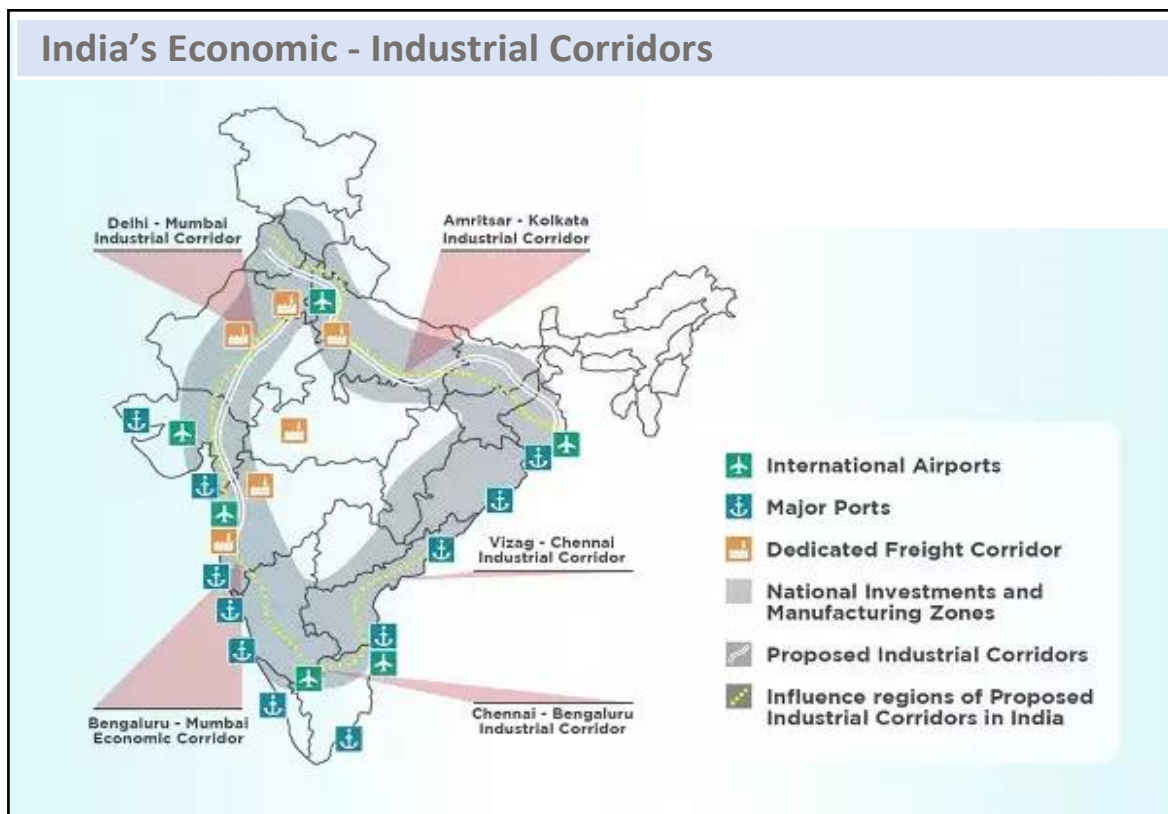 India's Economic - Industrial Corridors
Delhi - Mumbai
Industrial Corridor
Amritsar - Kolkata
Industrial Corridor
Vizag - Chennai
Industrial Corridor
Bengaluru - Mumbai
Economic Corridor
Chennai - Bengaluru
Industrial Corridor
International Airports
Major Ports
Dedicated Freight Corridor
National Investments and
Manufacturing Zones
Proposed Industrial Corridors
Influence regions of Proposed
Industrial Corridors in India